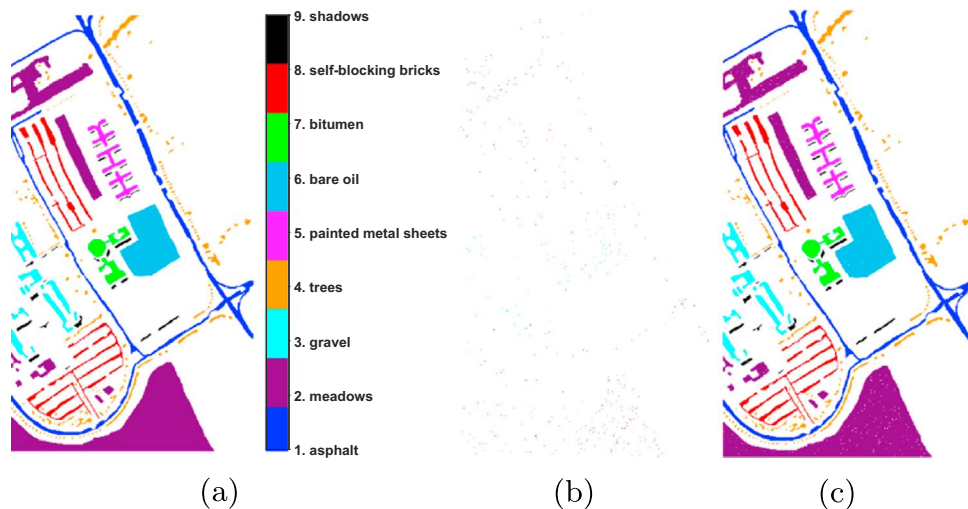 9. shadows
8. self-blocking bricks
7. bitumen
6. bare oil
5. painted metal sheets
4. trees
3. gravel
2. meadows
1. asphalt
(a)
(b)
(c)